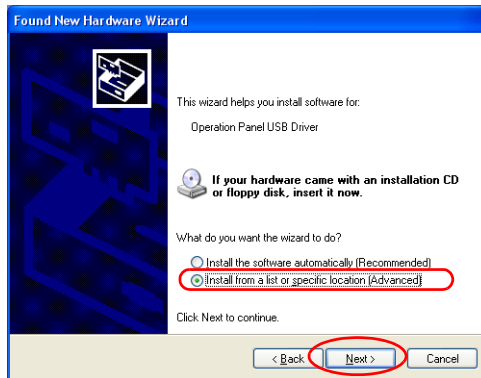 Found New Hardware Wizard
This wizard helps you install software for:
Operation Panel USB Driver
If your hardware came with an installation CD
or floppy disk, insert it now.
What do you want the wizard to do?
Install the software automatically (Recommended)
Install from a list or specific location (Advanced)
Click Next to continue.
< Back
Next >
Cancel